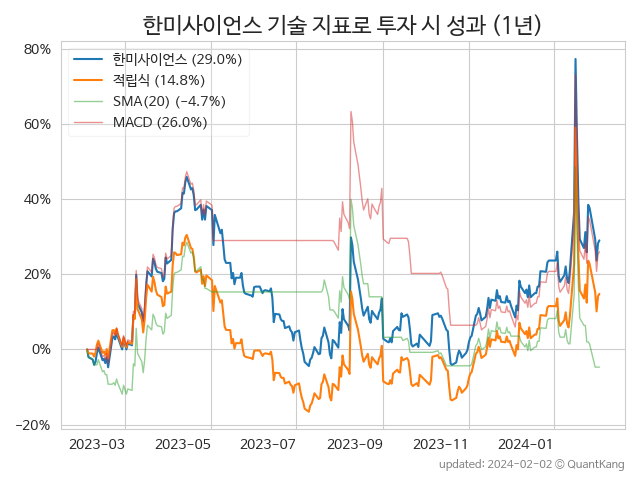 한미사이언스 기술 지표로 투자 시 성과 (1년)
한미사이언스 (29.0%)
적립식 (14.8%)
SMA(20) (−4.7%)
MACD (26.0%)
80%
60%
40%
20%
0%
−20%
2023-03 2023-05 2023-07 2023-09 2023-11 2024-01
updated: 2024-02-02 © QuantKang